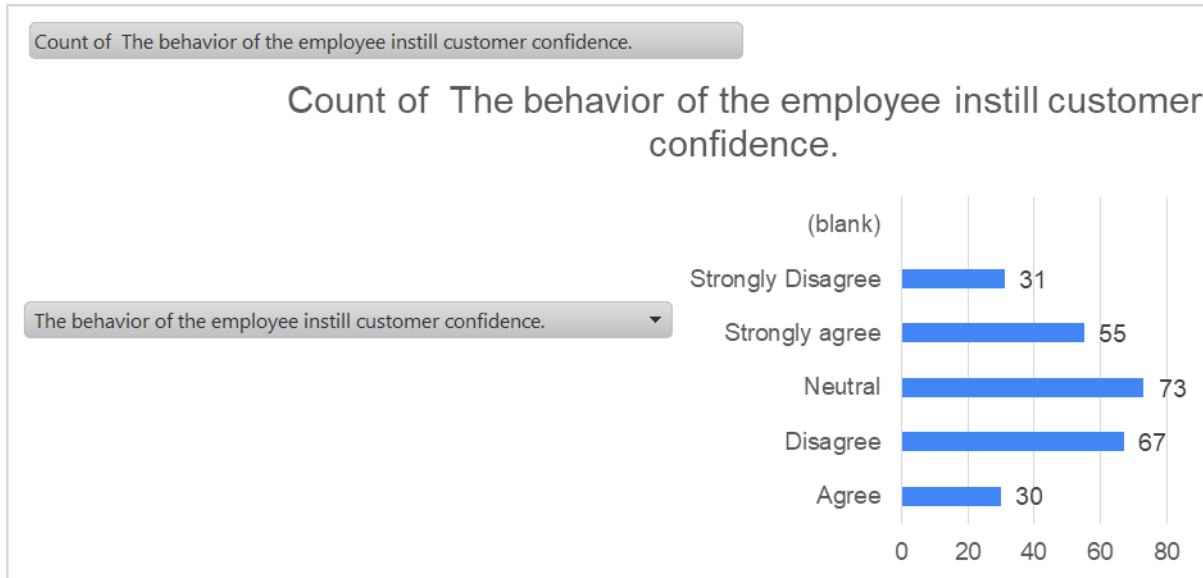 Count of  The behavior of the employee instill customer confidence.
Count of  The behavior of the employee instill customer
confidence.
(blank)
Strongly Disagree 31
The behavior of the employee instill customer confidence.
Strongly agree 55
Neutral 73
Disagree 67
Agree 30
0 20 40 60 80